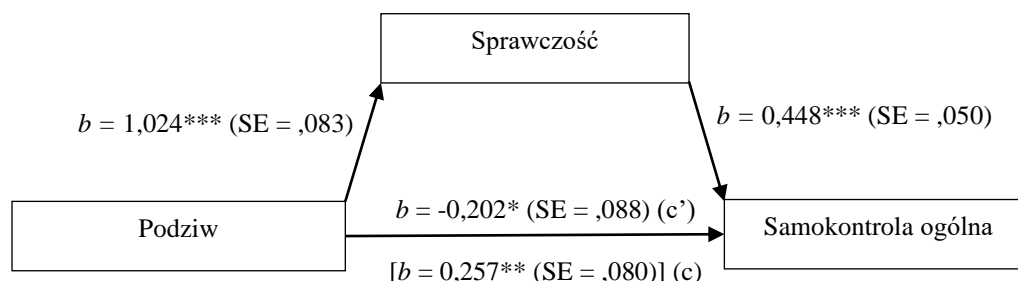 Sprawczość
b = 1,024*** (SE = ,083)
b = 0,448*** (SE = ,050)
Podziw
b = -0,202* (SE = ,088) (c’)
Samokontrola ogólna
[b = 0,257** (SE = ,080)] (c)